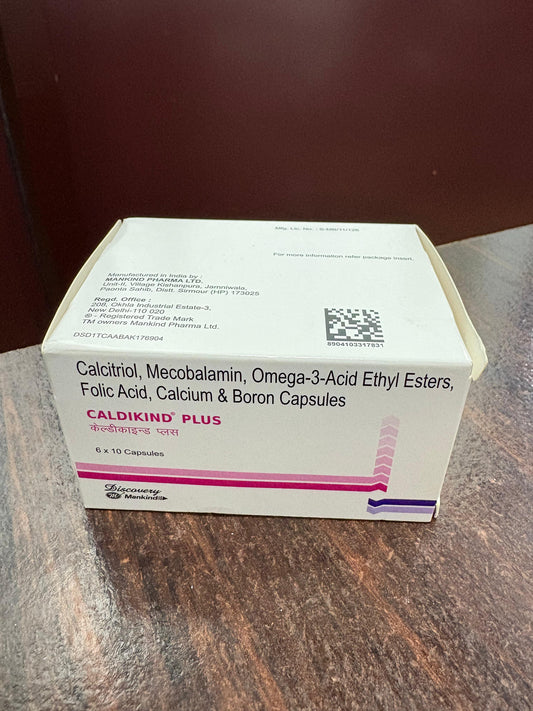 Mfg. Lic. No. : S-MB/11/126
For more information refer package insert.
Manufactured in India by :
MANKIND PHARMA LTD.
Unit-II, Village Kishanpura, Jamniwala,
Paonta Sahib, Distt. Sirmour (HP) 173025
Regd. Office :
208, Okhla Industrial Estate-3,
New Delhi-110 020
® - Registered Trade Mark
TM owners Mankind Pharma Ltd.
DSD1TCAABAK176904
8904103317831
Calcitriol, Mecobalamin, Omega-3-Acid Ethyl Esters,
Folic Acid, Calcium & Boron Capsules
CALDIKIND® PLUS
केल्डीकाइन्ड प्लस
6 x 10 Capsules
Discovery
Mankind